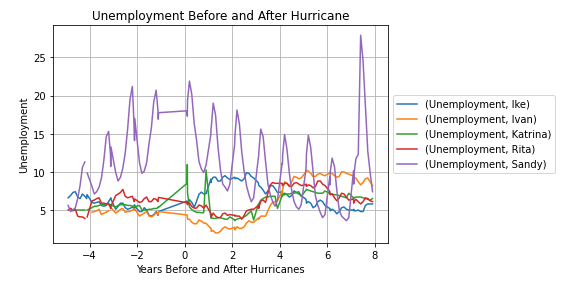 Unemployment Before and After Hurricane
Unemployment
25
20
15
10
5
−4
−2
0
2
4
6
8
Years Before and After Hurricanes
(Unemployment, Ike)
(Unemployment, Ivan)
(Unemployment, Katrina)
(Unemployment, Rita)
(Unemployment, Sandy)